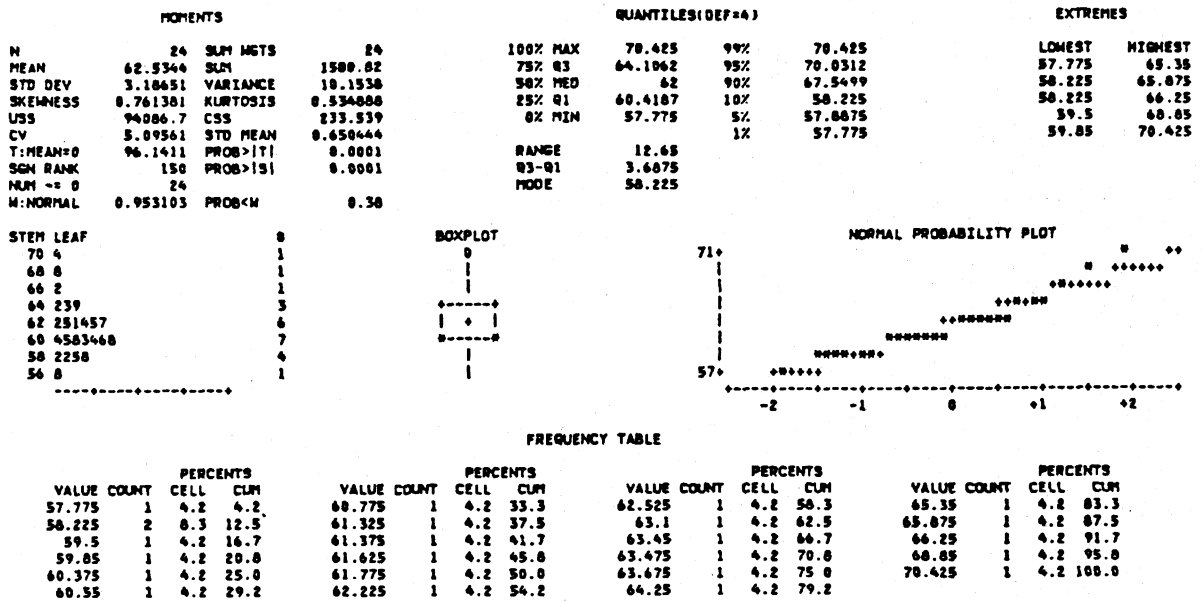 MOMENTS QUANTILES(DEF=4) EXTREMES
N 24 SUM WGTS 24 100% MAX 70.425 99% 70.425 LOWEST HIGHEST
MEAN 62.5344 SUM 1500.82 75% Q3 64.1062 95% 70.0312 57.775 65.35
STD DEV 3.18651 VARIANCE 10.1538 50% MED 62 90% 67.5499 58.225 65.875
SKEWNESS 0.761381 KURTOSIS 0.534888 25% Q1 60.4187 10% 58.225 58.225 66.25
USS 94086.7 CSS 233.539 0% MIN 57.775 5% 57.8875 59.5 68.85
CV 5.09561 STD MEAN 0.650444 1% 57.775 59.85 70.425
T:MEAN=0 96.1411 PROB>|T| 0.0001 RANGE 12.65
SGN RANK 150 PROB>|S| 0.0001 Q3-Q1 3.6875
NUM ~= 0 24 MODE 58.225
W:NORMAL 0.953103 PROB<W 0.38
STEM LEAF # BOXPLOT NORMAL PROBABILITY PLOT
70 4 1 0 71+
68 8 1
66 2 1
64 239 3
62 251457 6
60 4583468 7
58 2258 4
56 8 1 57+
-2 -1 0 +1 +2
FREQUENCY TABLE
PERCENTS PERCENTS PERCENTS PERCENTS
VALUE COUNT CELL CUM VALUE COUNT CELL CUM VALUE COUNT CELL CUM VALUE COUNT CELL CUM
57.775 1 4.2 4.2 60.775 1 4.2 33.3 62.525 1 4.2 58.3 65.35 1 4.2 83.3
58.225 2 8.3 12.5 61.325 1 4.2 37.5 63.1 1 4.2 62.5 65.875 1 4.2 87.5
59.5 1 4.2 16.7 61.375 1 4.2 41.7 63.45 1 4.2 66.7 66.25 1 4.2 91.7
59.85 1 4.2 20.8 61.625 1 4.2 45.8 63.475 1 4.2 70.8 68.85 1 4.2 95.8
60.375 1 4.2 25.0 61.775 1 4.2 50.0 63.675 1 4.2 75 0 70.425 1 4.2 100.0
60.55 1 4.2 29.2 62.225 1 4.2 54.2 64.25 1 4.2 79.2